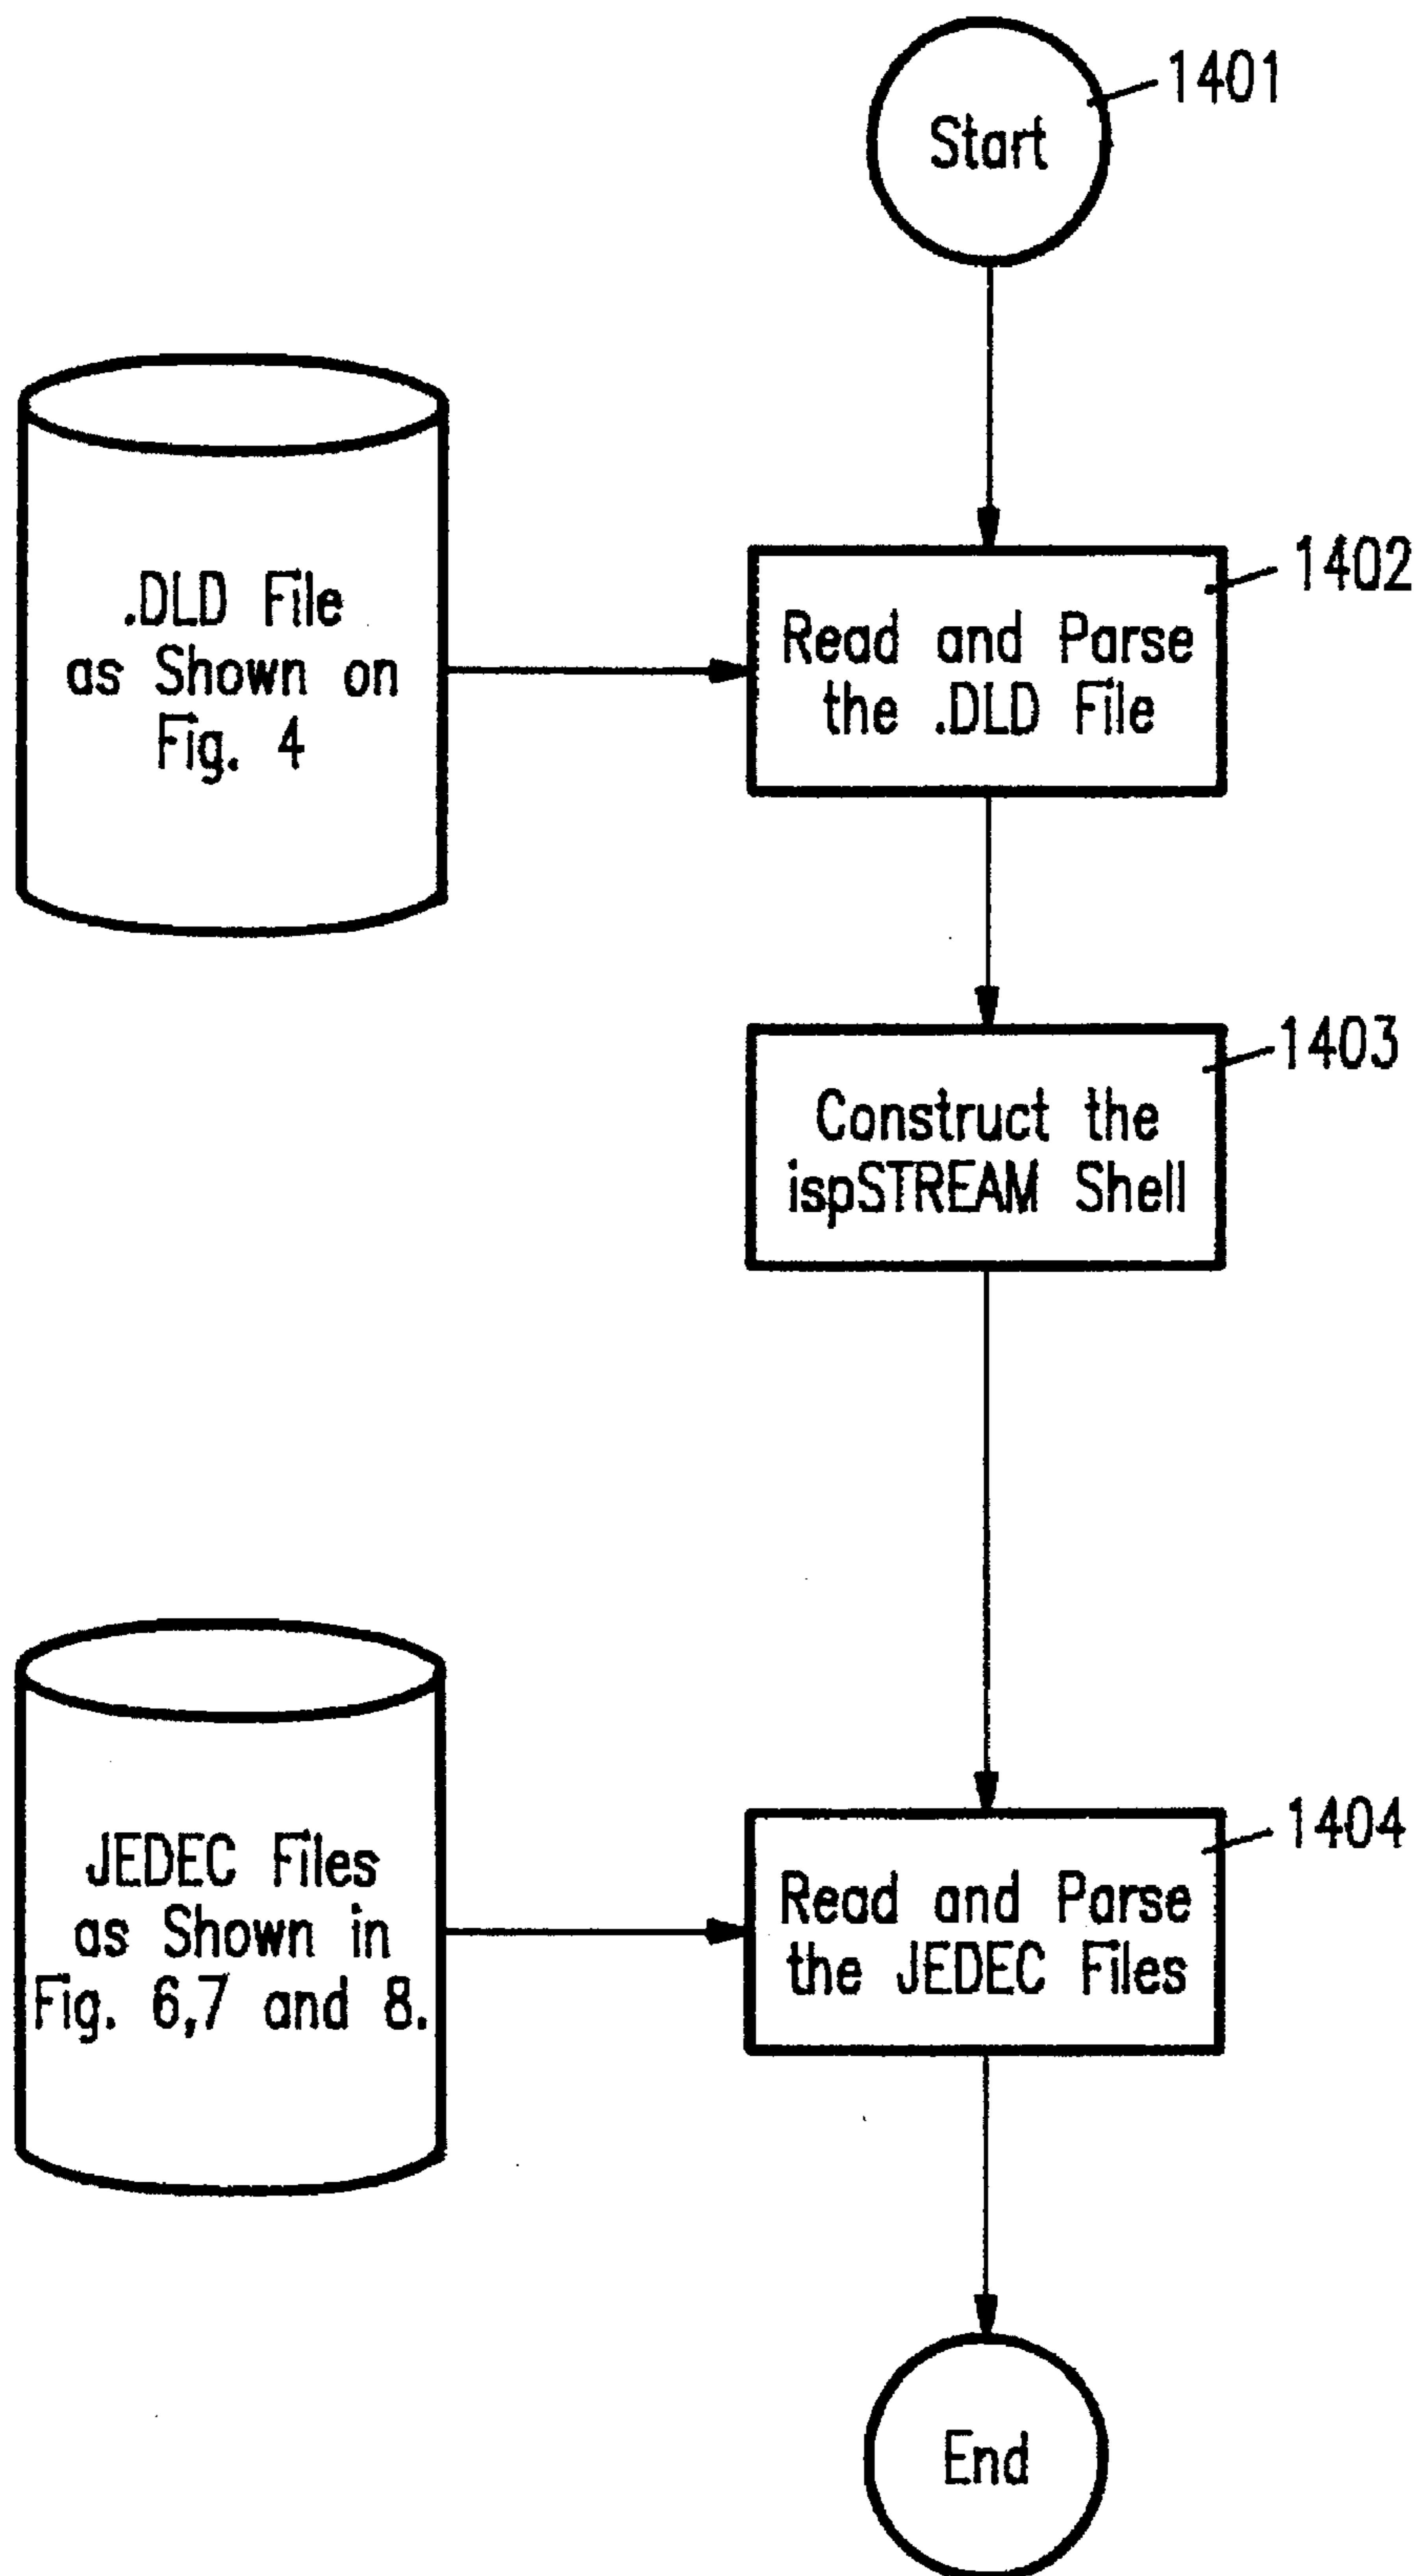 1401
Start
.DLD File
as Shown on
Fig. 4
1402
Read and Parse
the .DLD File
1403
Construct the
ispSTREAM Shell
JEDEC Files
as Shown in
Fig. 6,7 and 8.
1404
Read and Parse
the JEDEC Files
End